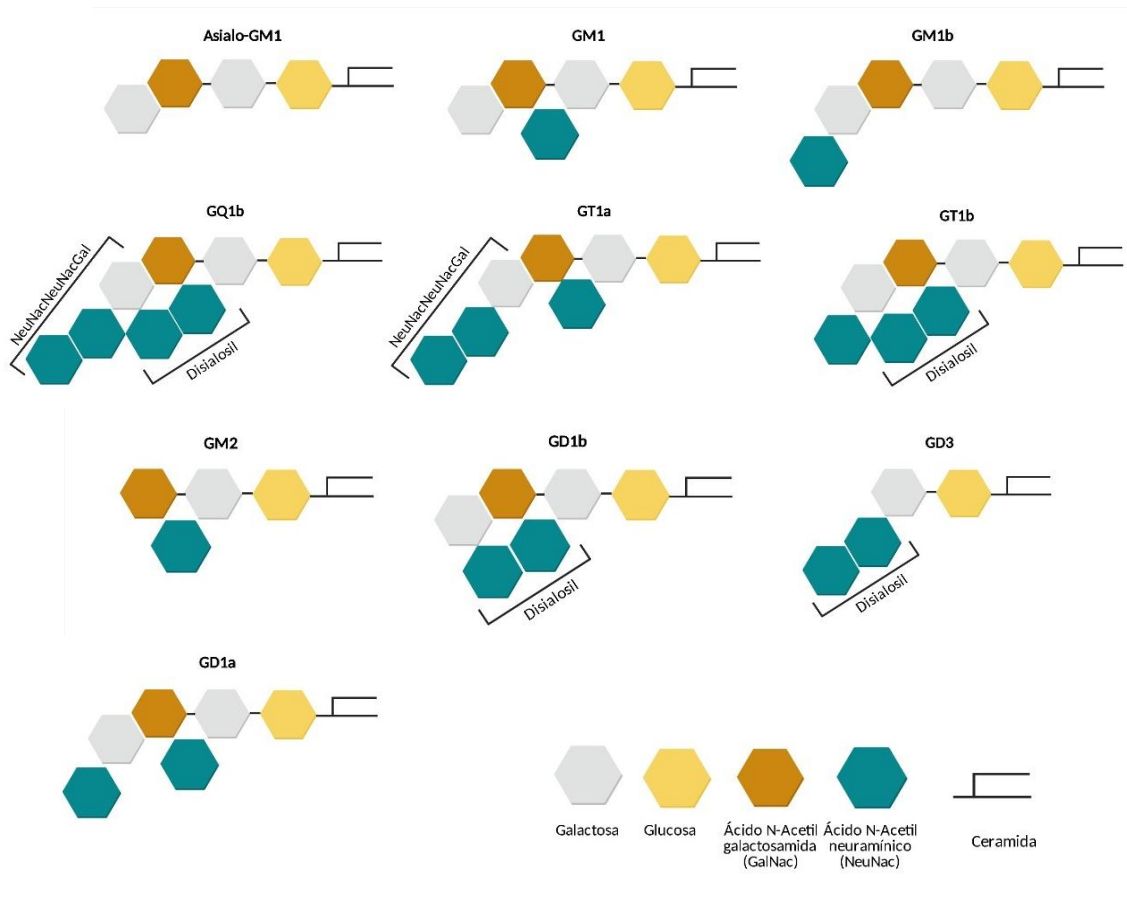 Asialo-GM1
GM1
GM1b
GQ1b
NeuNacNeuNacGal
Disialosil
GT1a
NeuNacNeuNacGal
GT1b
Disialosil
GM2
GD1b
Disialosil
GD3
Disialosil
GD1a
Galactosa
Glucosa
Ácido N-Acetil
galactosamida
(GalNac)
Ácido N-Acetil
neuramínico
(NeuNac)
Ceramida